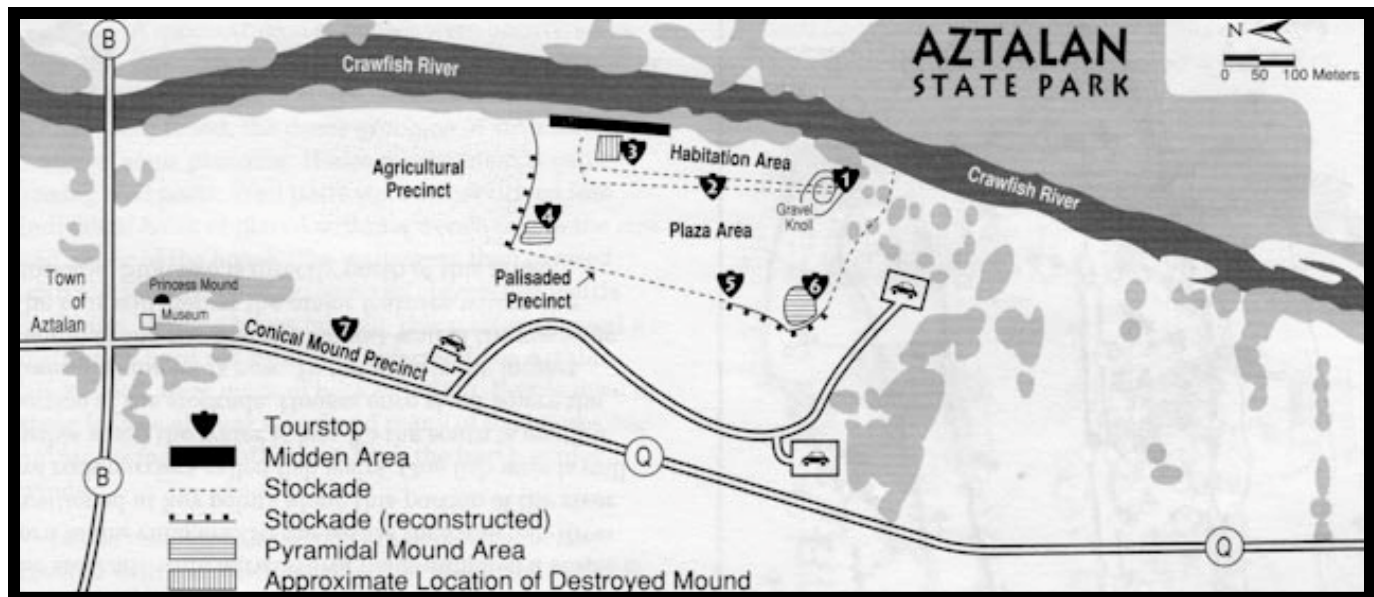 B
Crawfish River
AZTALAN
STATE PARK
N
0 50 100 Meters
Agricultural
Precinct
3
Habitation Area
2
1
Gravel
Knoll
Crawfish River
4
Plaza Area
Palisaded
Precinct
5
6
Town
of
Aztalan
Princess Mound
Museum
7
Conical Mound Precinct
Tourstop
Midden Area
Stockade
Stockade (reconstructed)
Pyramidal Mound Area
Approximate Location of Destroyed Mound
B
Q
Q